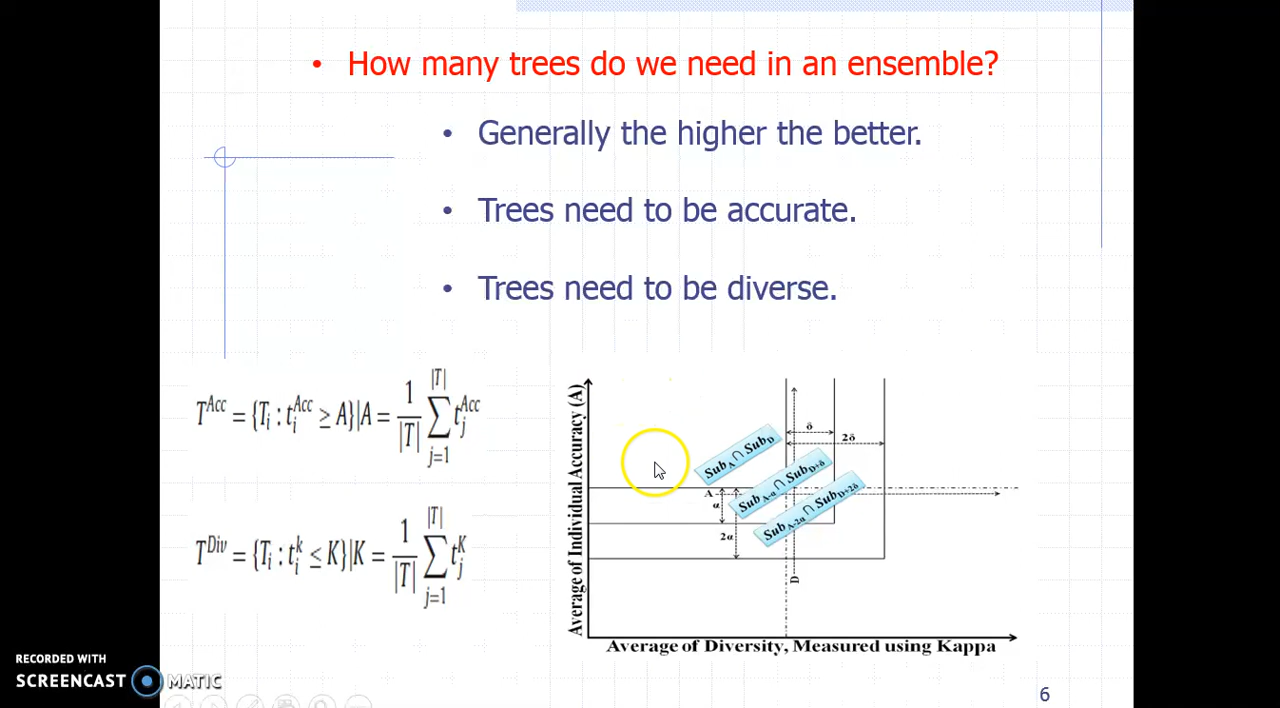 • How many trees do we need in an ensemble?
• Generally the higher the better.
• Trees need to be accurate.
• Trees need to be diverse.
T^Acc = {T_i : t_i^Acc ≥ A}|A = 1/|T| ∑_{j=1}^{|T|} t_j^Acc
T^Div = {T_i : t_i^k ≤ K}|K = 1/|T| ∑_{j=1}^{|T|} t_j^K
Average of Individual Accuracy (A)
δ
2δ
Sub_A ∩ Sub_D
Sub_{A-α} ∩ Sub_{D+δ}
Sub_{A-2α} ∩ Sub_{D+2δ}
A
α
2α
D
Average of Diversity, Measured using Kappa
RECORDED WITH
SCREENCAST MATIC
6